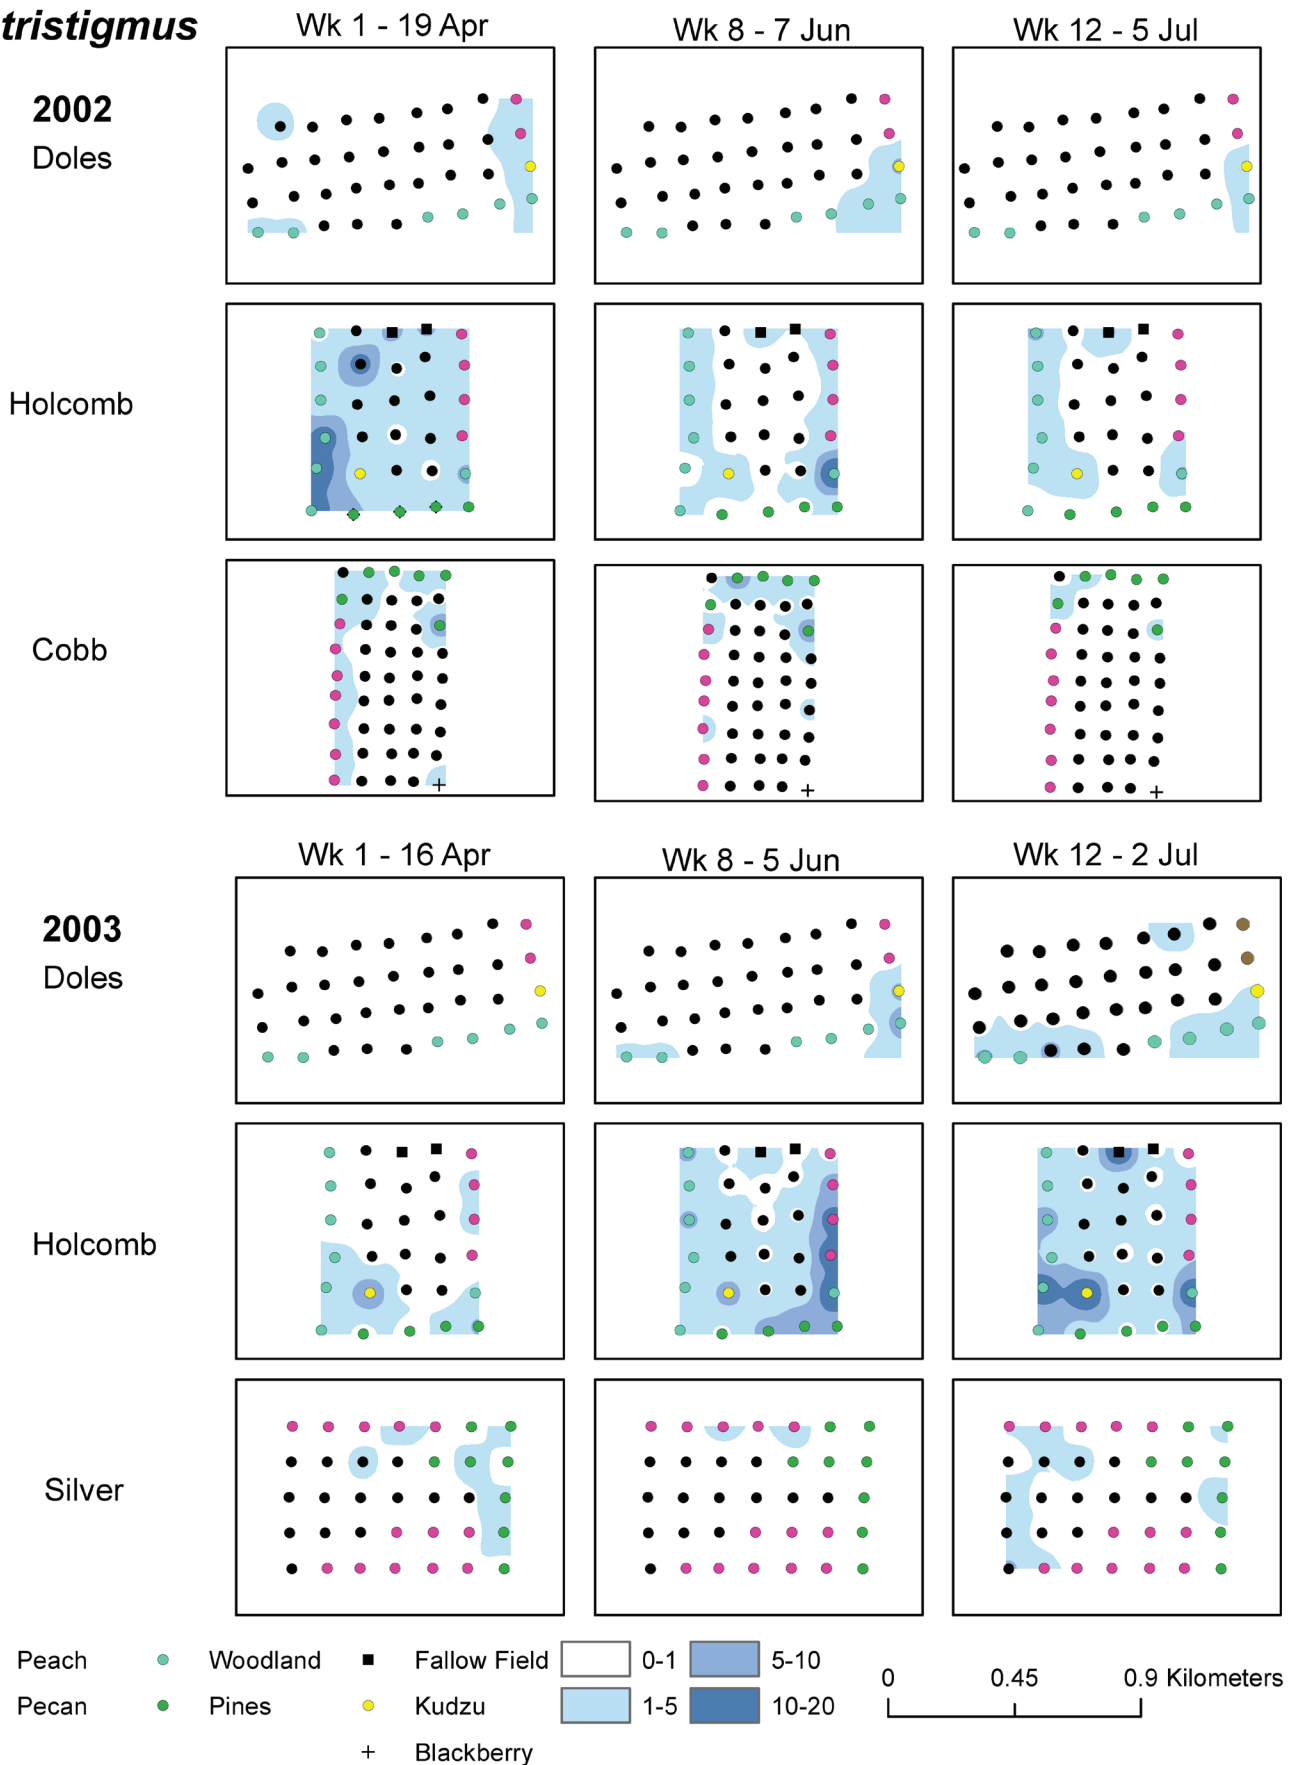 tristigmus
Wk 1 - 19 Apr
Wk 8 - 7 Jun
Wk 12 - 5 Jul
2002
Doles
Holcomb
Cobb
Wk 1 - 16 Apr
Wk 8 - 5 Jun
Wk 12 - 2 Jul
2003
Doles
Holcomb
Silver
Peach
Woodland
Fallow Field
0-1
5-10
0
0.45
0.9 Kilometers
Pecan
Pines
Kudzu
1-5
10-20
Blackberry